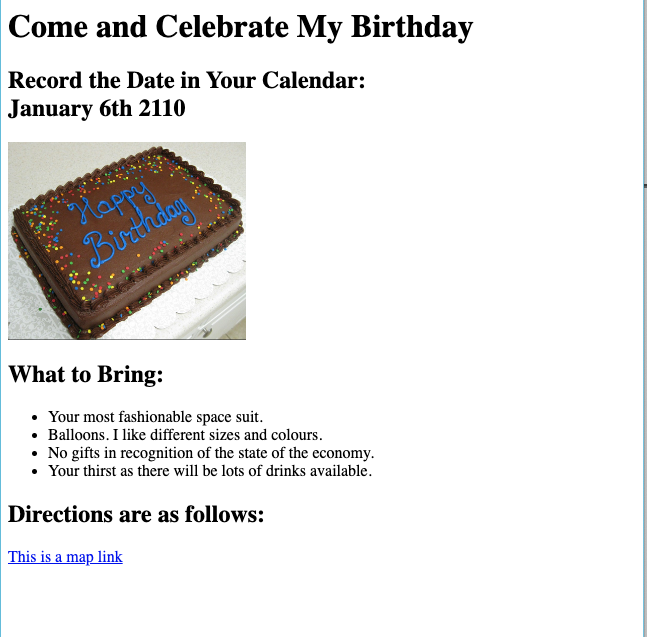 Come and Celebrate My Birthday
Record the Date in Your Calendar:
January 6th 2110
Happy
Birthday
What to Bring:
Your most fashionable space suit.
Balloons. I like different sizes and colours.
No gifts in recognition of the state of the economy.
Your thirst as there will be lots of drinks available.
Directions are as follows:
This is a map link